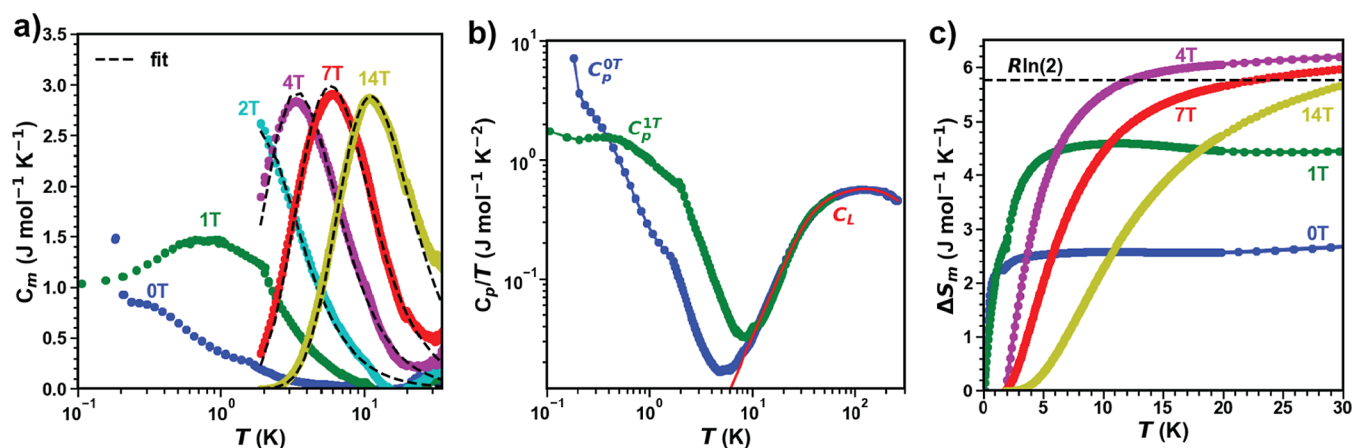 a)
C_m (J mol⁻¹ K⁻¹)
3.5
3.0
2.5
2.0
1.5
1.0
0.5
0.0
fit
0T
1T
2T
4T
7T
14T
10⁻¹
10⁰
10¹
T (K)
b)
C_p/T (J mol⁻¹ K⁻²)
10¹
10⁰
10⁻¹
C_p^0T
C_p^1T
C_L
10⁻¹
10⁰
10¹
10²
T (K)
c)
ΔS_m (J mol⁻¹ K⁻¹)
6
5
4
3
2
1
0
4T
Rln(2)
7T
14T
1T
0T
0
5
10
15
20
25
30
T (K)